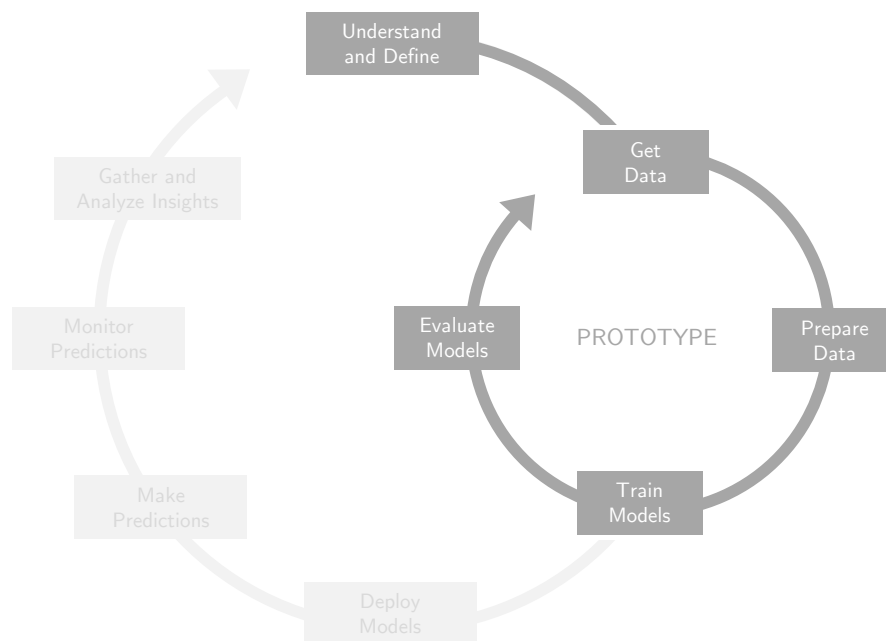 Understand
and Define
Get
Data
Gather and
Analyze Insights
Monitor
Predictions
Evaluate
Models
PROTOTYPE
Prepare
Data
Make
Predictions
Train
Models
Deploy
Models